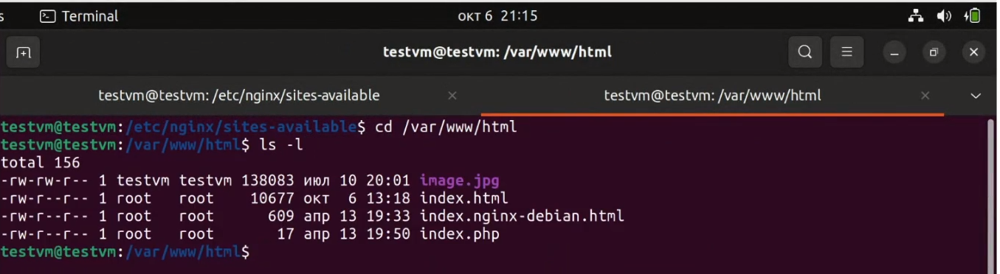 Terminal
окт 6 21:15
testvm@testvm: /var/www/html
testvm@testvm: /etc/nginx/sites-available
testvm@testvm: /var/www/html
testvm@testvm:/etc/nginx/sites-available$ cd /var/www/html
testvm@testvm:/var/www/html$ ls -l
total 156
-rw-rw-r-- 1 testvm testvm 138083 июл 10 20:01 image.jpg
-rw-r--r-- 1 root   root    10677 окт  6 13:18 index.html
-rw-r--r-- 1 root   root      609 апр 13 19:33 index.nginx-debian.html
-rw-r--r-- 1 root   root       17 апр 13 19:50 index.php
testvm@testvm:/var/www/html$